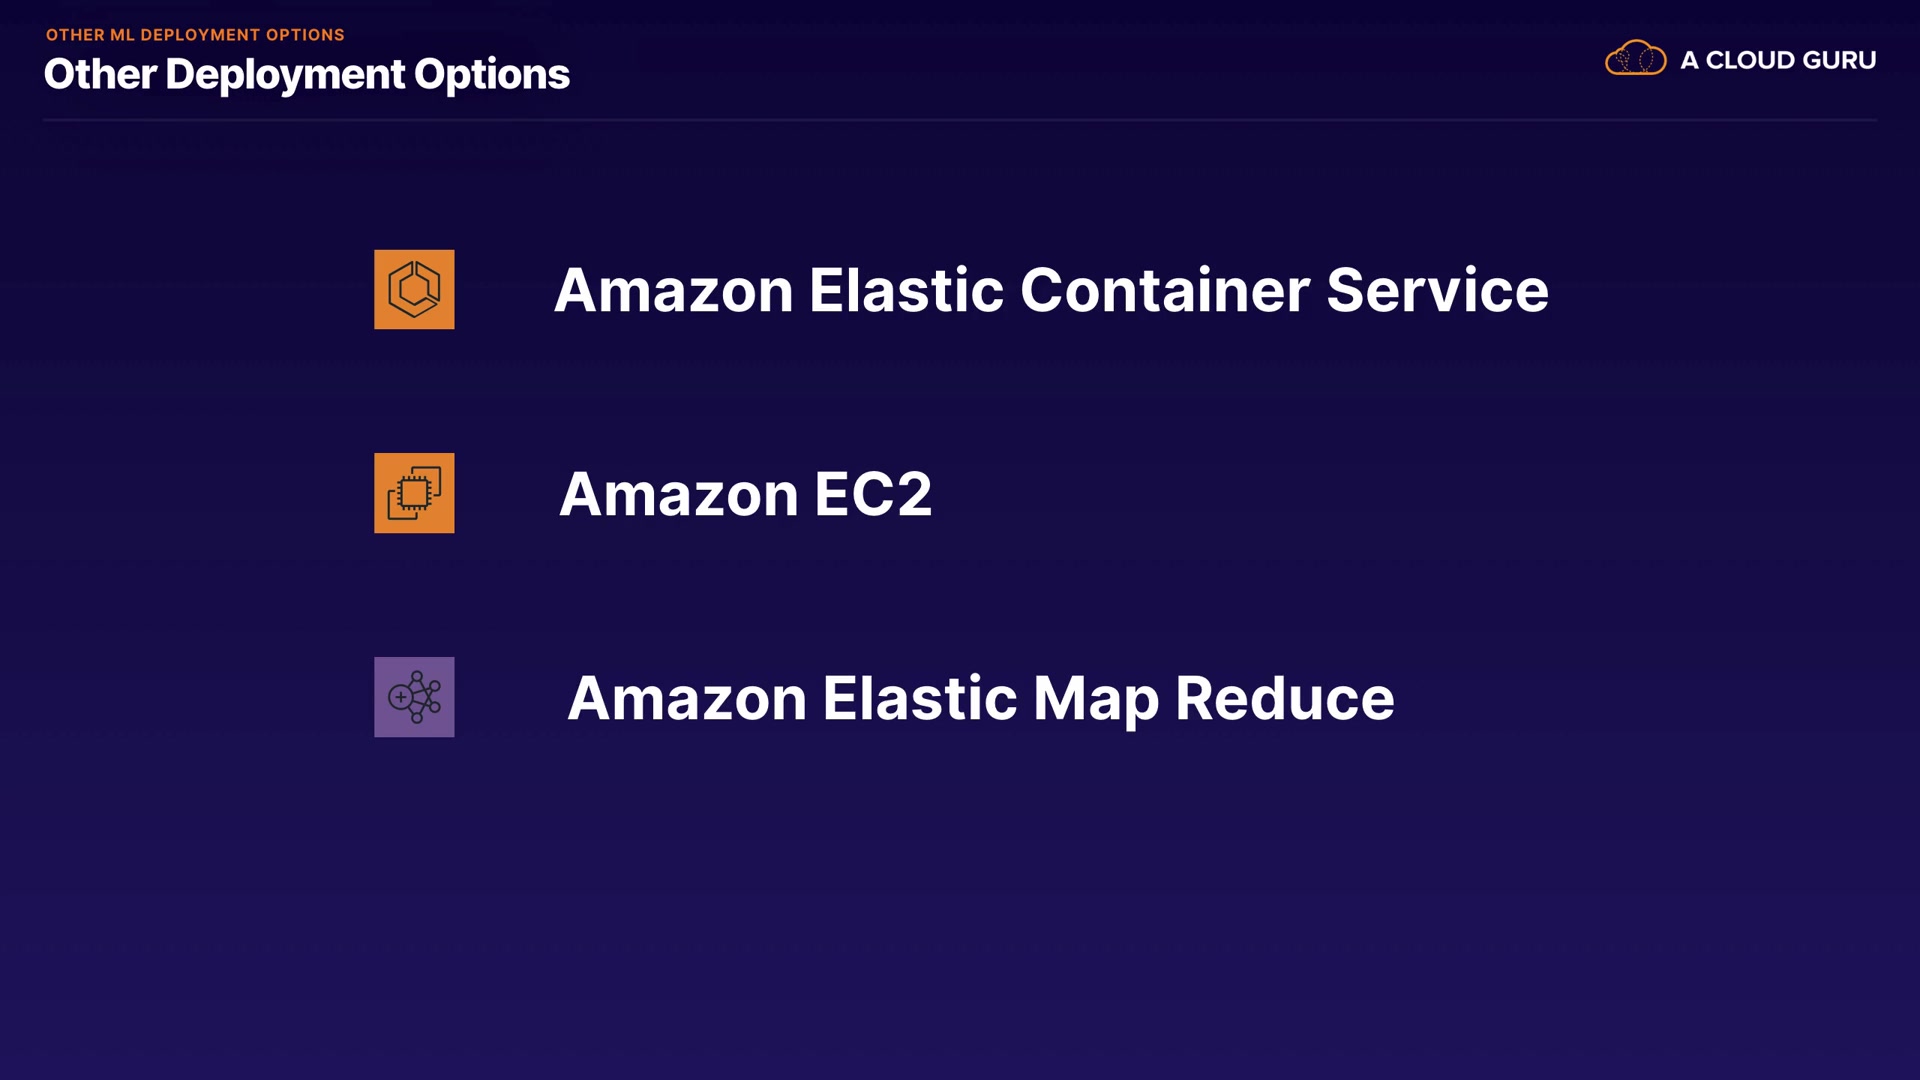 OTHER ML DEPLOYMENT OPTIONS
Other Deployment Options
A CLOUD GURU
Amazon Elastic Container Service
Amazon EC2
Amazon Elastic Map Reduce